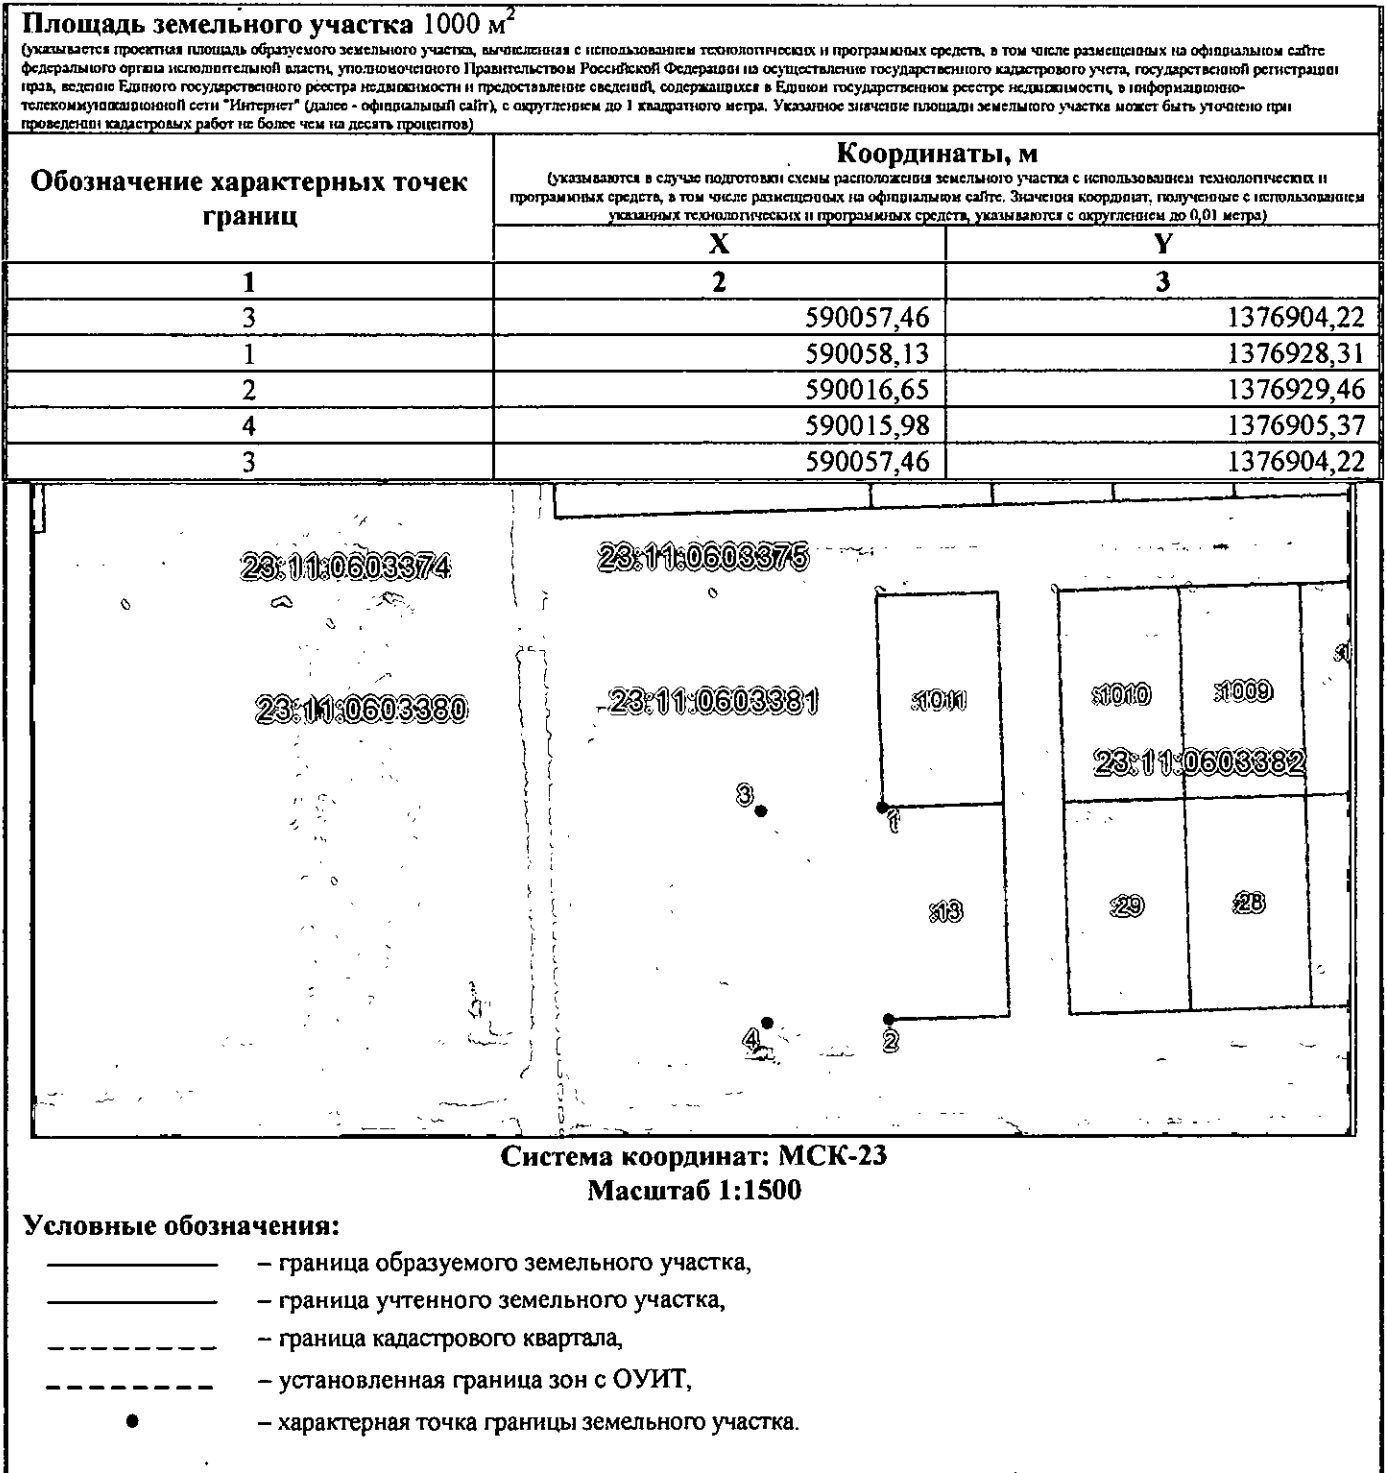 Площадь земельного участка 1000 м²
(указывается проектная площадь образуемого земельного участка, вычисленная с использованием технологических и программных средств, в том числе размещенных на официальном сайте
федерального органа исполнительной власти, уполномоченного Правительством Российской Федерации на осуществление государственного кадастрового учета, государственной регистрации
прав, ведение Единого государственного реестра недвижимости и предоставление сведений, содержащихся в Едином государственном реестре недвижимости, в информационно-
телекоммуникационной сети "Интернет" (далее - официальный сайт), с округлением до 1 квадратного метра. Указанное значение площади земельного участка может быть уточнено при
проведении кадастровых работ не более чем на десять процентов)
Обозначение характерных точек
границ
Координаты, м
(указываются в случае подготовки схемы расположения земельного участка с использованием технологических и
программных средств, в том числе размещенных на официальном сайте. Значения координат, полученные с использованием
указанных технологических и программных средств, указываются с округлением до 0,01 метра)
X Y
1 2 3
3 590057,46 1376904,22
1 590058,13 1376928,31
2 590016,65 1376929,46
4 590015,98 1376905,37
3 590057,46 1376904,22
23:11:0603374 23:11:0603375
23:11:0603380 23:11:0603381 :1011 :1010 :1009
23:11:0603382
3
1
:13 :29 :28
4 2
Система координат: МСК-23
Масштаб 1:1500
Условные обозначения:
– граница образуемого земельного участка,
– граница учтенного земельного участка,
– граница кадастрового квартала,
– установленная граница зон с ОУИТ,
– характерная точка границы земельного участка.